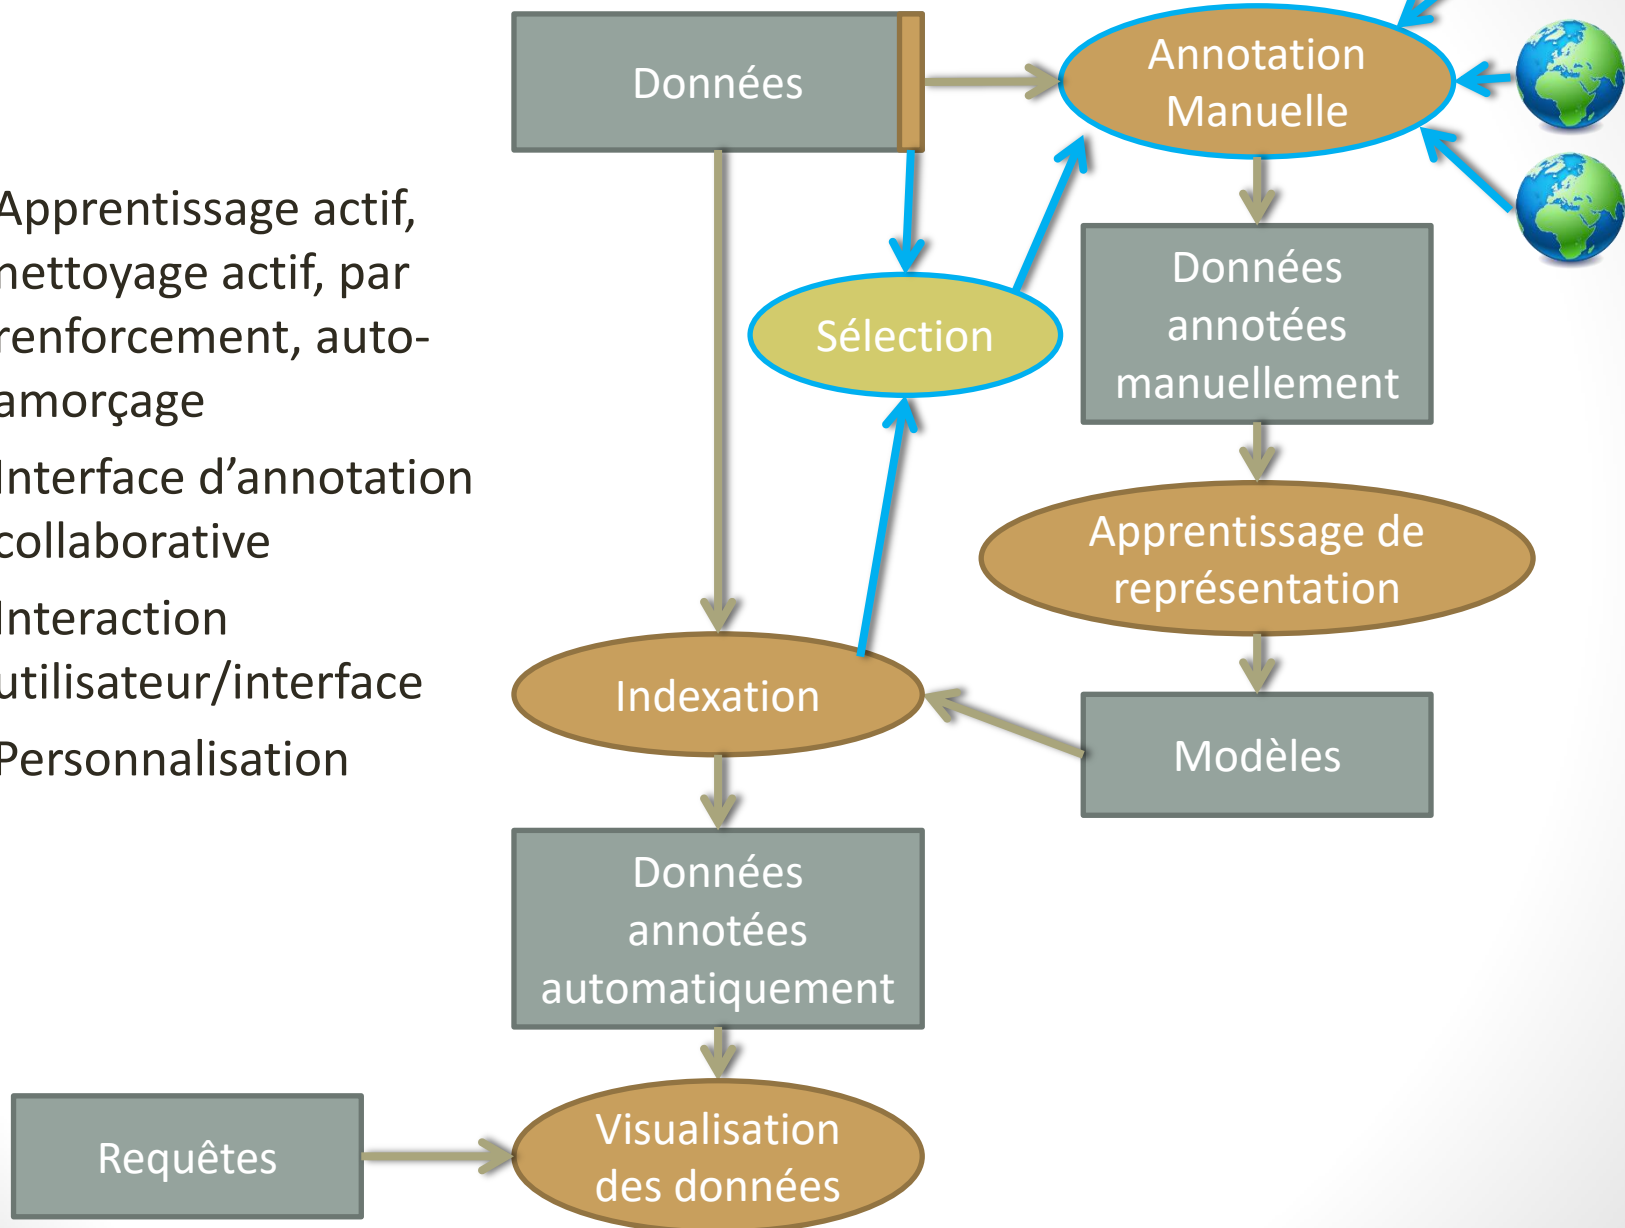 Données
Annotation
Manuelle
Apprentissage actif,
nettoyage actif, par
renforcement, auto-
amorçage
Interface d’annotation
collaborative
Interaction
utilisateur/interface
Personnalisation
Sélection
Données
annotées
manuellement
Apprentissage de
représentation
Indexation
Modèles
Données
annotées
automatiquement
Requêtes
Visualisation
des données